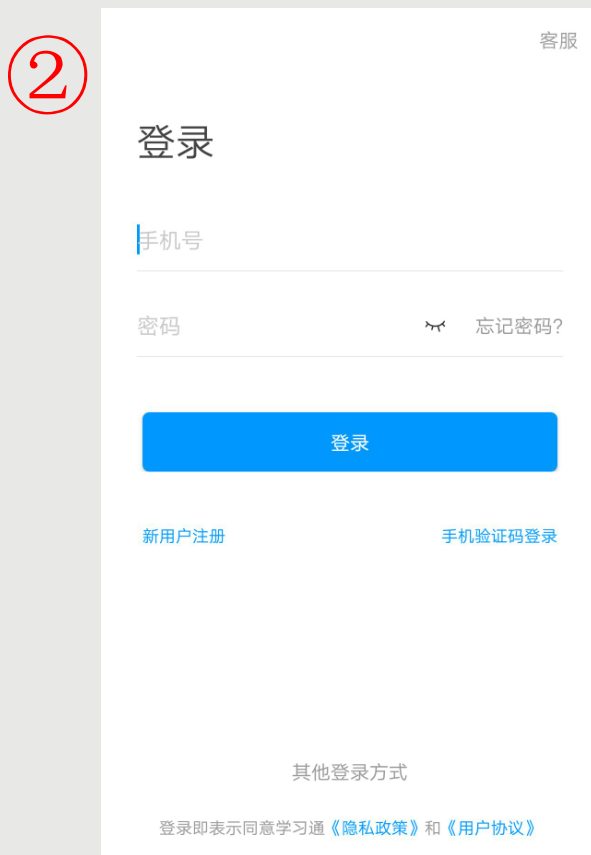 ②
客服
登录
手机号
密码 忘记密码?
登录
新用户注册 手机验证码登录
其他登录方式
登录即表示同意学习通《隐私政策》和《用户协议》